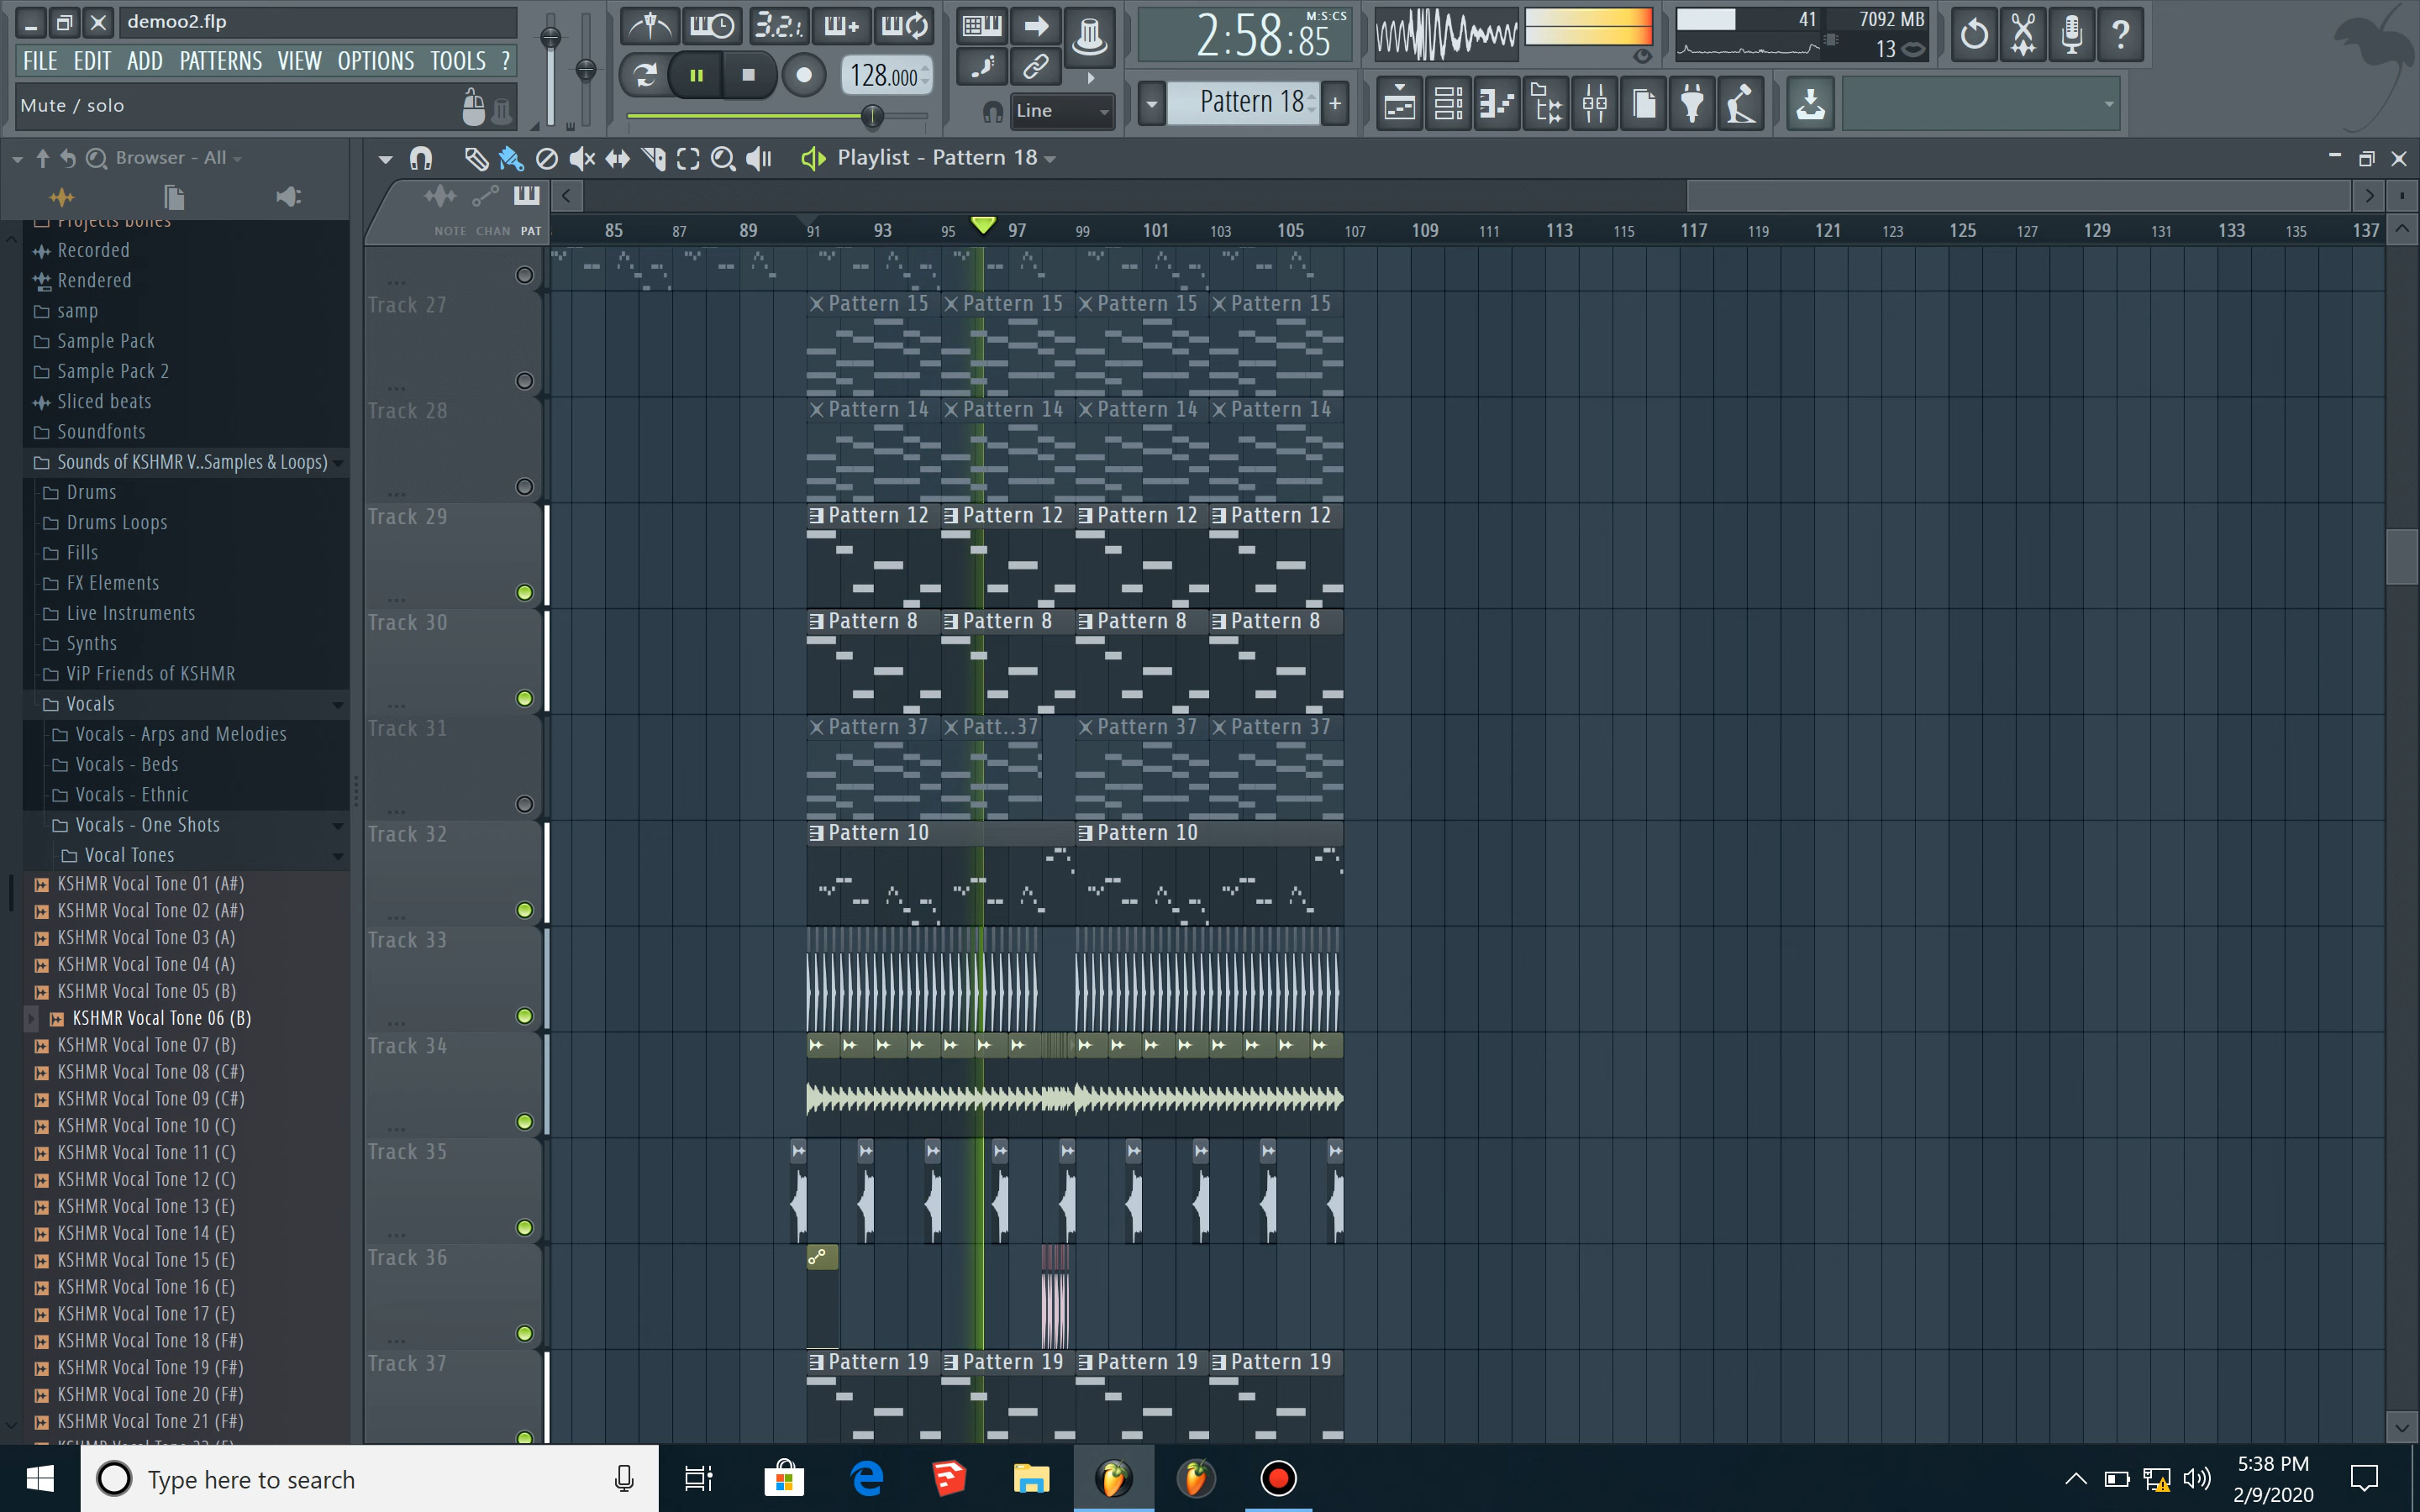 demoo2.flp
FILE EDIT ADD PATTERNS VIEW OPTIONS TOOLS ?
Mute / solo
3.2.1.
128.000
Line
M:S:CS
2:58:85
Pattern 18
+
41
7092 MB
13
?
Browser - All
Playlist - Pattern 18
NOTE CHAN PAT
85 87 89 91 93 95 97 99 101 103 105 107 109 111 113 115 117 119 121 123 125 127 129 131 133 135 137
Projects bones
Recorded
Rendered
samp
Sample Pack
Sample Pack 2
Sliced beats
Soundfonts
Sounds of KSHMR V..Samples & Loops)
Drums
Drums Loops
Fills
FX Elements
Live Instruments
Synths
ViP Friends of KSHMR
Vocals
Vocals - Arps and Melodies
Vocals - Beds
Vocals - Ethnic
Vocals - One Shots
Vocal Tones
KSHMR Vocal Tone 01 (A#)
KSHMR Vocal Tone 02 (A#)
KSHMR Vocal Tone 03 (A)
KSHMR Vocal Tone 04 (A)
KSHMR Vocal Tone 05 (B)
KSHMR Vocal Tone 06 (B)
KSHMR Vocal Tone 07 (B)
KSHMR Vocal Tone 08 (C#)
KSHMR Vocal Tone 09 (C#)
KSHMR Vocal Tone 10 (C)
KSHMR Vocal Tone 11 (C)
KSHMR Vocal Tone 12 (C)
KSHMR Vocal Tone 13 (E)
KSHMR Vocal Tone 14 (E)
KSHMR Vocal Tone 15 (E)
KSHMR Vocal Tone 16 (E)
KSHMR Vocal Tone 17 (E)
KSHMR Vocal Tone 18 (F#)
KSHMR Vocal Tone 19 (F#)
KSHMR Vocal Tone 20 (F#)
KSHMR Vocal Tone 21 (F#)
Track 27
Pattern 15 Pattern 15 Pattern 15 Pattern 15
Track 28
Pattern 14 Pattern 14 Pattern 14 Pattern 14
Track 29
Pattern 12 Pattern 12 Pattern 12 Pattern 12
Track 30
Pattern 8 Pattern 8 Pattern 8 Pattern 8
Track 31
Pattern 37 Patt..37 Pattern 37 Pattern 37
Track 32
Pattern 10 Pattern 10
Track 33
Track 34
Track 35
Track 36
Track 37
Pattern 19 Pattern 19 Pattern 19 Pattern 19
Type here to search
5:38 PM
2/9/2020